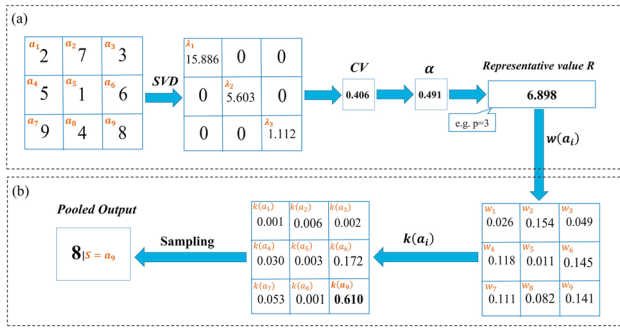 (a)
a1 2 a2 7 a3 3
a4 5 a5 1 a6 6
a7 9 a8 4 a9 8
SVD
λ1 15.886 0 0
0 λ2 5.603 0
0 0 λ3 1.112
CV
0.406
α
0.491
Representative value R
6.898
e.g. p=3
w(ai)
(b)
w1 0.026 w2 0.154 w3 0.049
w4 0.118 w5 0.011 w6 0.145
w7 0.111 w8 0.082 w9 0.141
k(ai)
k(a1) 0.001 k(a2) 0.006 k(a3) 0.002
k(a4) 0.030 k(a5) 0.003 k(a6) 0.172
k(a7) 0.053 k(a8) 0.001 k(a9) 0.610
Sampling
Pooled Output
8|S = a9